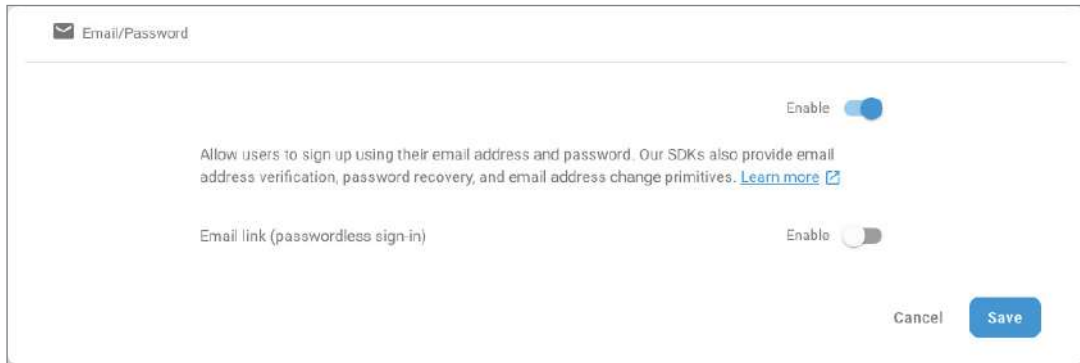 Email/Password
Enable
Allow users to sign up using their email address and password. Our SDKs also provide email
address verification, password recovery, and email address change primitives. Learn more
Email link (passwordless sign-in)
Enable
Cancel
Save